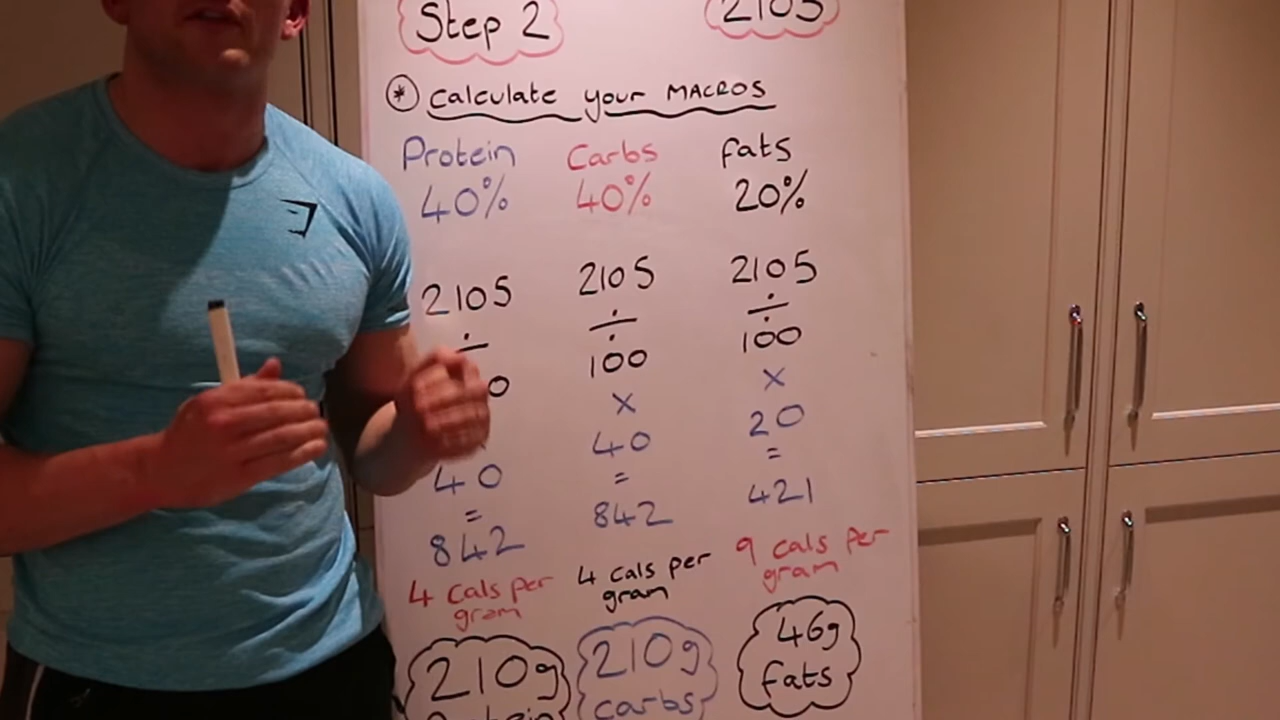 Step 2
2105
* Calculate your MACROS
Protein Carbs fats
40% 40% 20%
2105 2105 2105
÷ ÷ ÷
0 100 100
× ×
40 40 20
= = =
842 842 421
4 cals per gram
4 cals per gram
9 cals per gram
210g Protein
210g carbs
46g fats